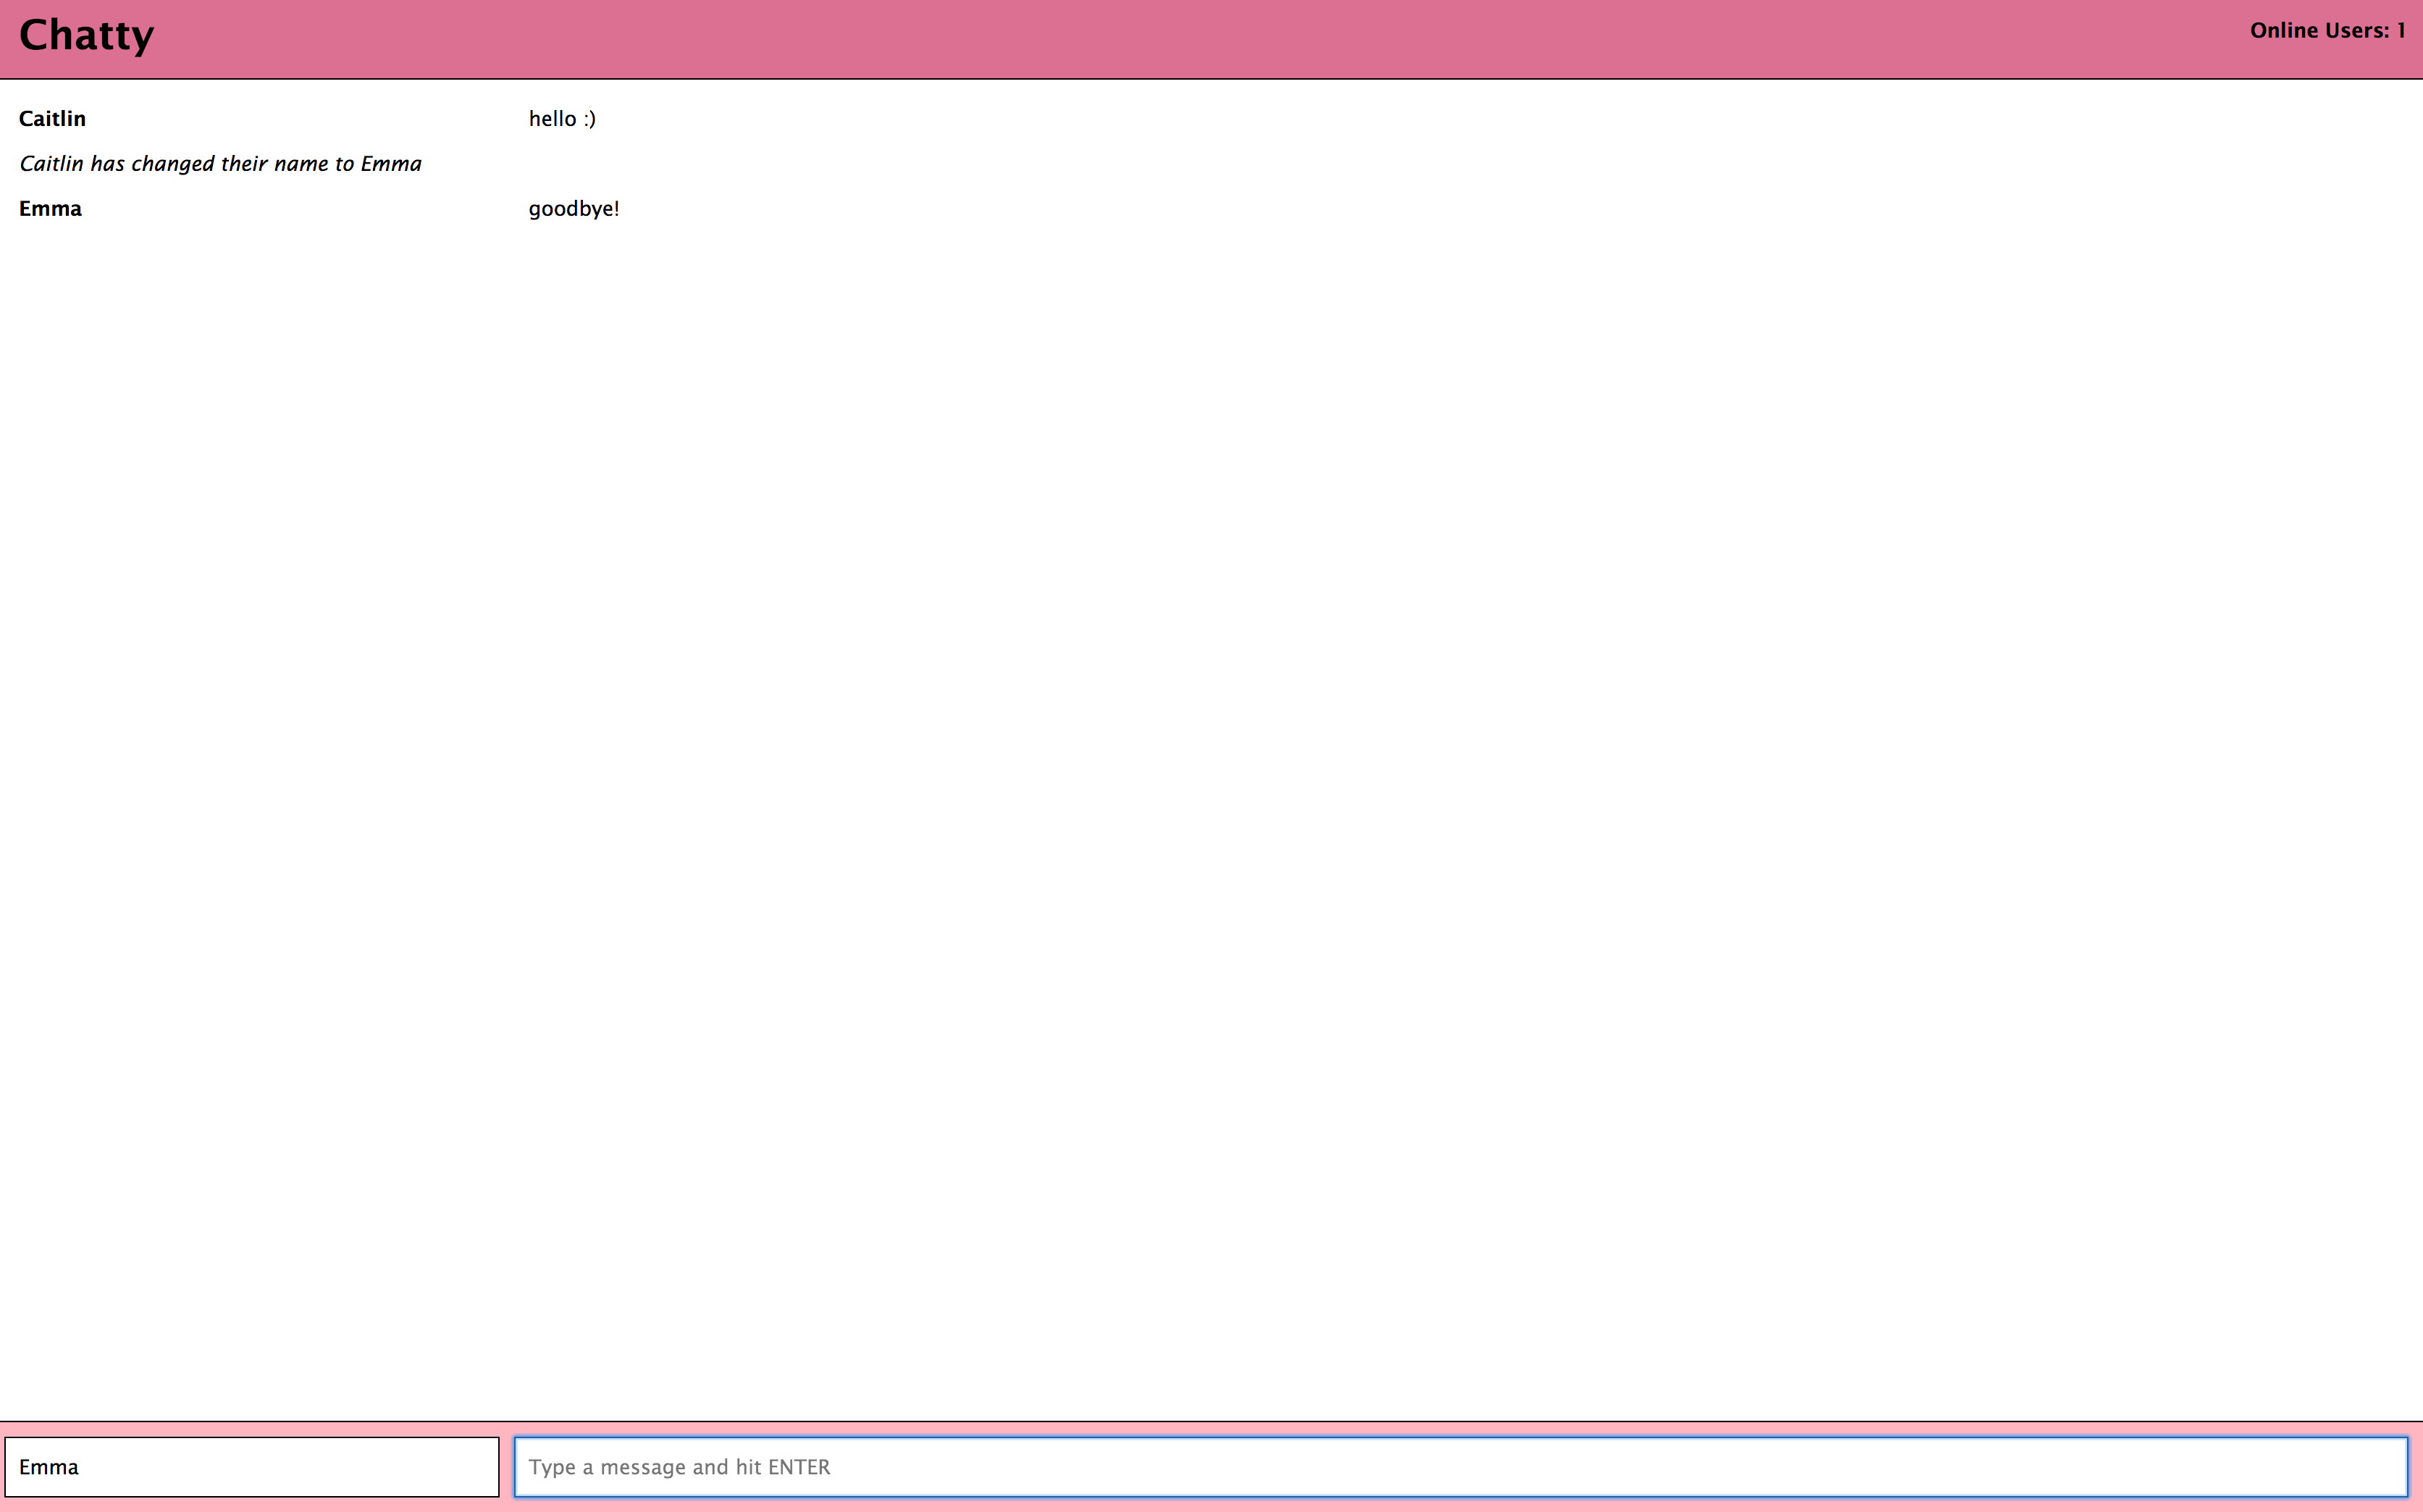 Chatty
Online Users: 1
Caitlin hello :)
Caitlin has changed their name to Emma
Emma goodbye!
Emma Type a message and hit ENTER